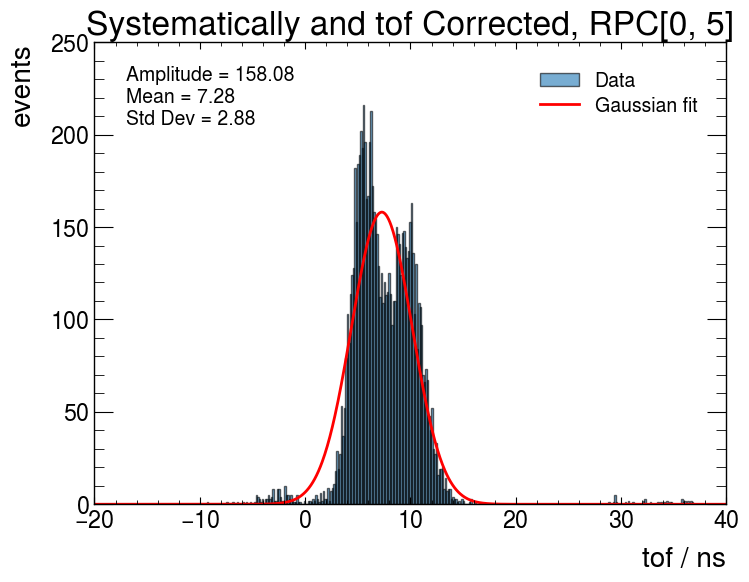 Systematically and tof Corrected, RPC[0, 5]
events
250
200
150
100
50
0
Amplitude = 158.08
Mean = 7.28
Std Dev = 2.88
Data
Gaussian fit
−20 −10 0 10 20 30 40
tof / ns